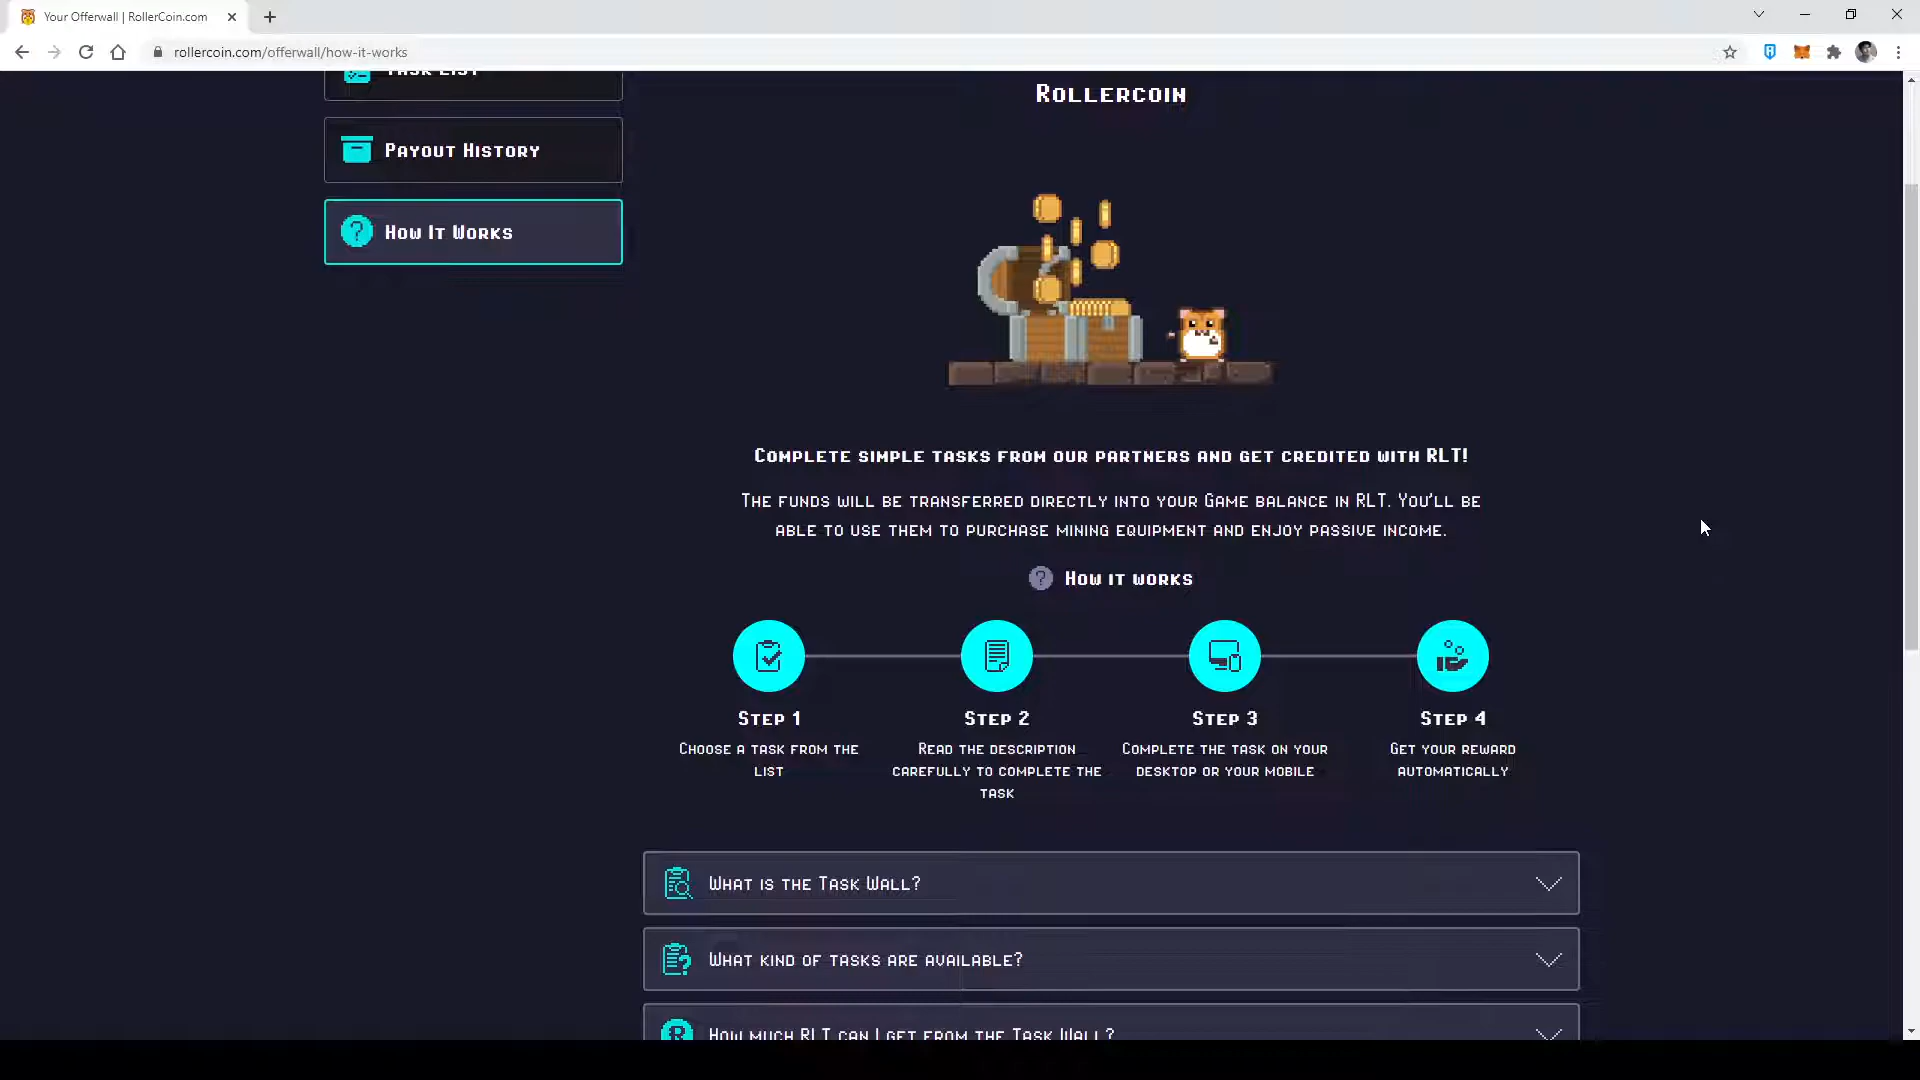 Your Offerwall | RollerCoin.com
rollercoin.com/offerwall/how-it-works
Task List
Rollercoin
Payout History
How It Works
Complete simple tasks from our partners and get credited with RLT!
The funds will be transferred directly into your Game balance in RLT. You'll be
able to use them to purchase mining equipment and enjoy passive income.
? How it works
Step 1
Choose a task from the
list
Step 2
Read the description
carefully to complete the
task
Step 3
Complete the task on your
desktop or your mobile
Step 4
Get your reward
automatically
What is the Task Wall?
What kind of tasks are available?
How much RLT can I get from the Task Wall?